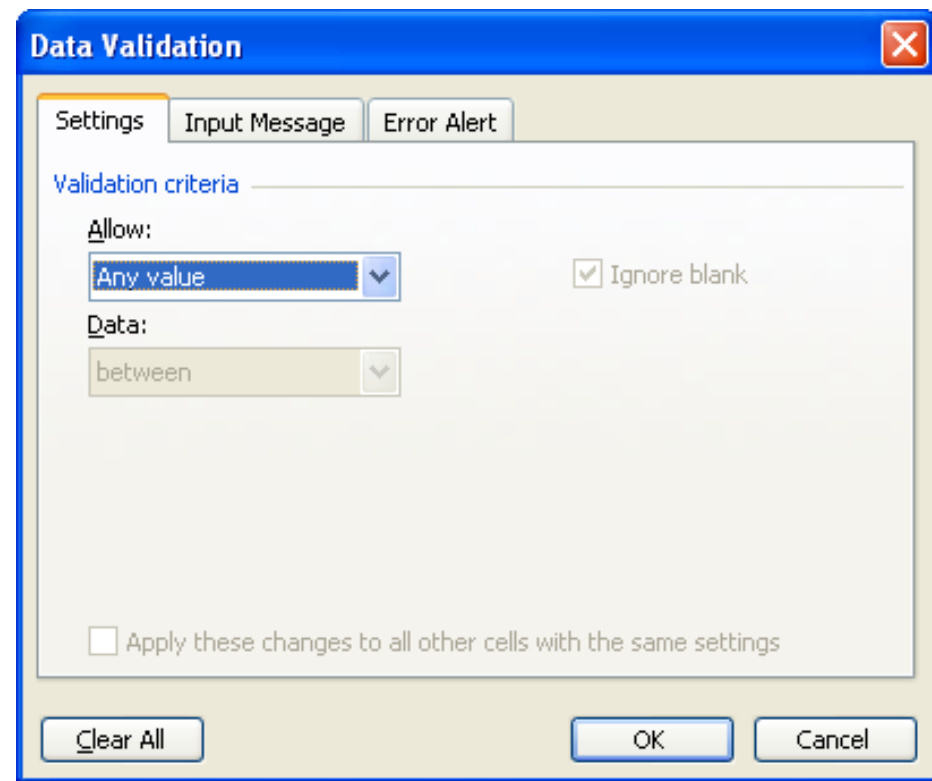 Data Validation
Settings Input Message Error Alert
Validation criteria
Allow:
Any value Ignore blank
Data:
between
Apply these changes to all other cells with the same settings
Clear All OK Cancel